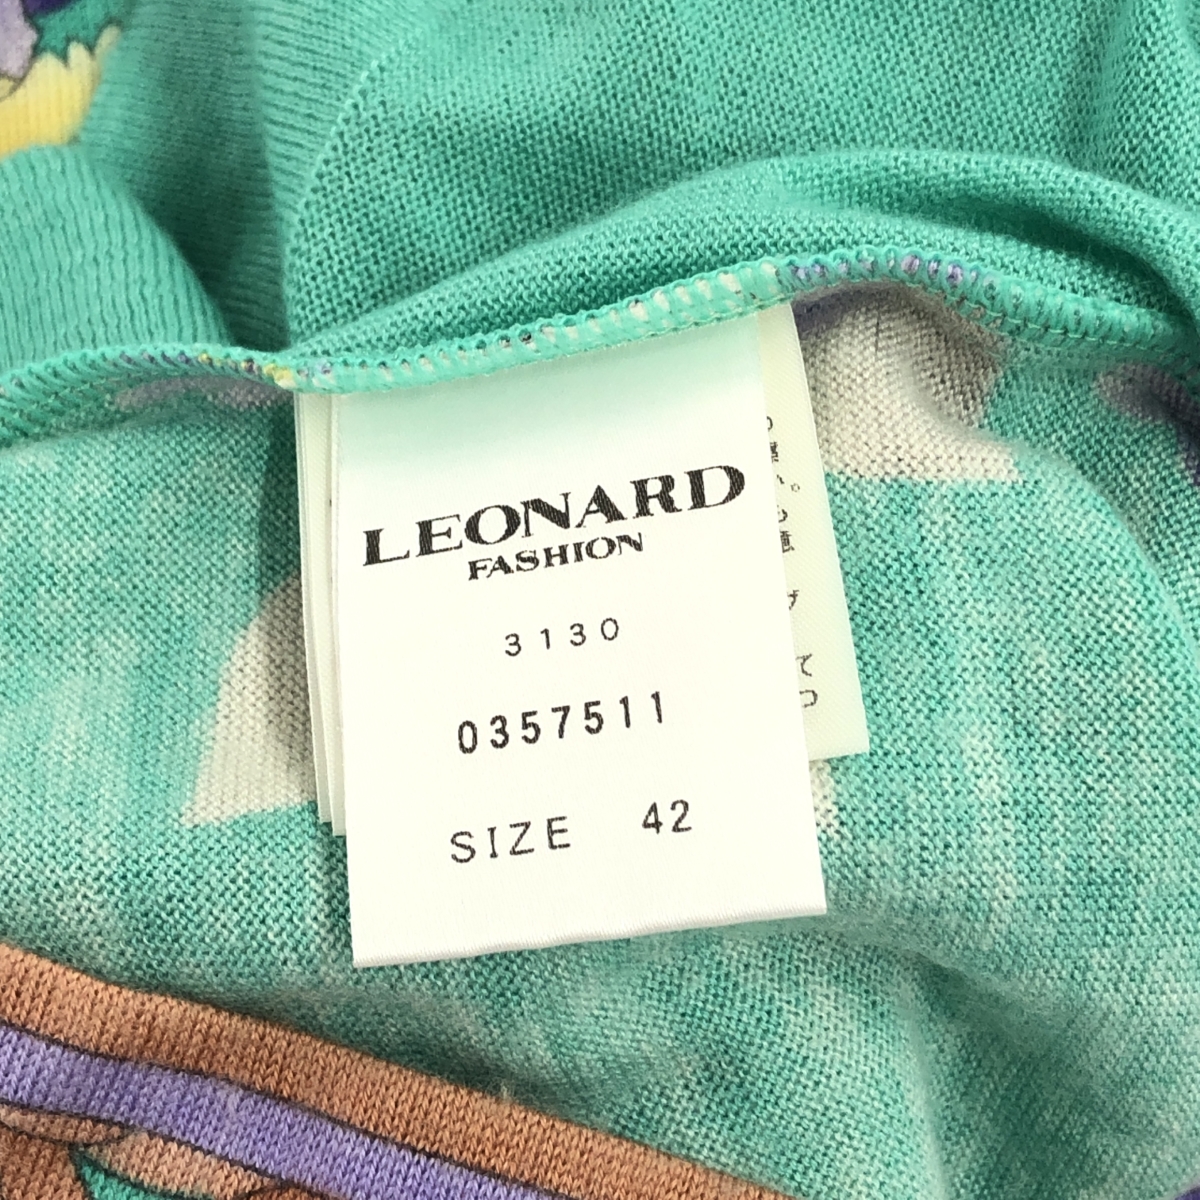 LEONARD
FASHION
3130
0357511
SIZE 42